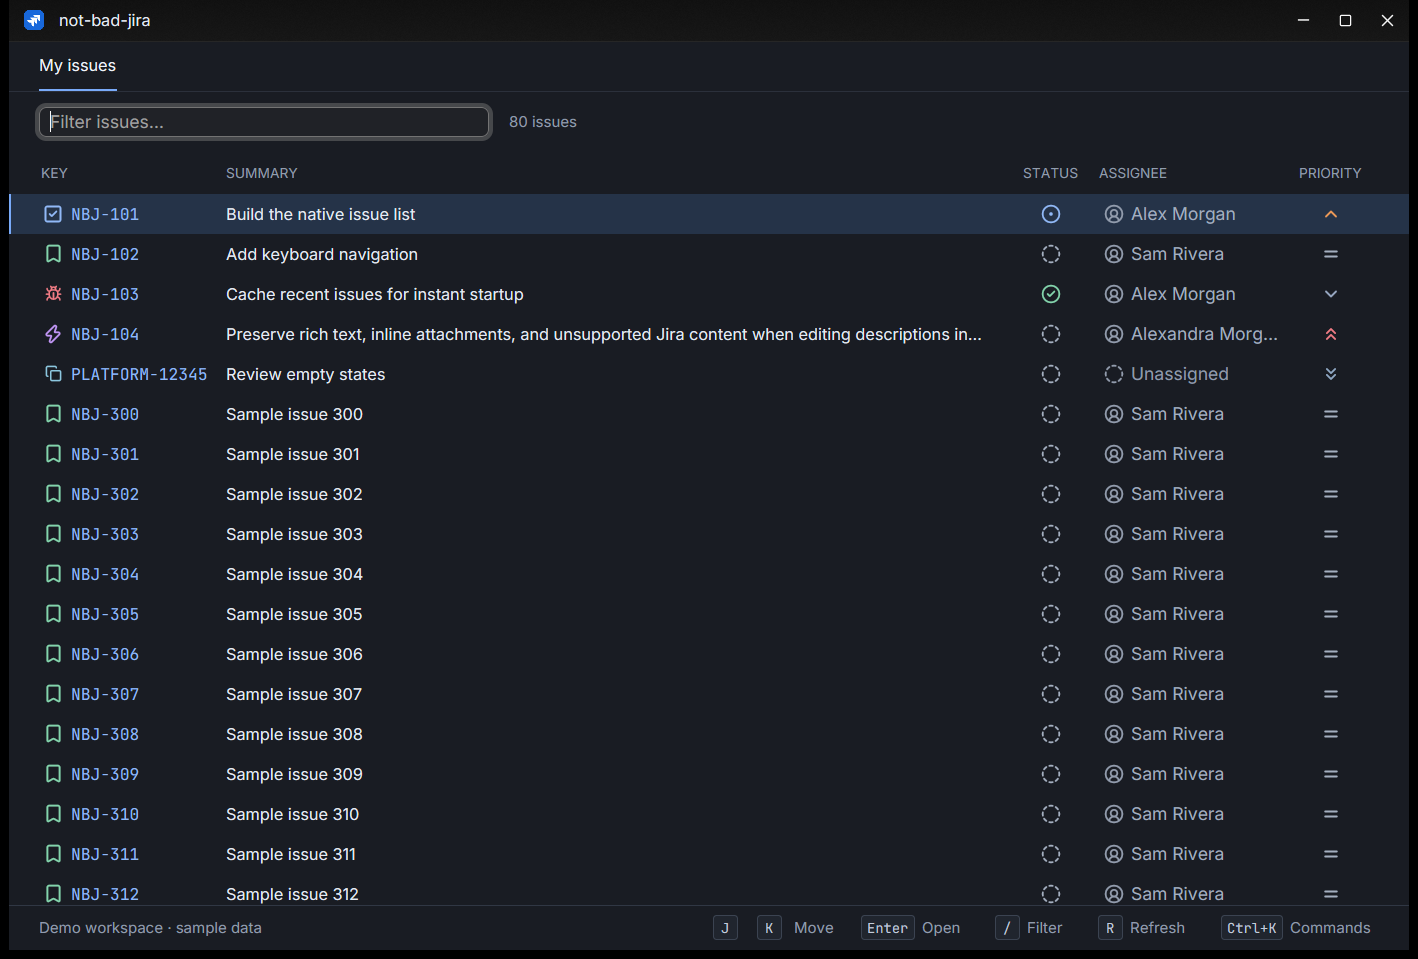 not-bad-jira
My issues
Filter issues...
80 issues
KEY SUMMARY STATUS ASSIGNEE PRIORITY
NBJ-101 Build the native issue list Alex Morgan
NBJ-102 Add keyboard navigation Sam Rivera
NBJ-103 Cache recent issues for instant startup Alex Morgan
NBJ-104 Preserve rich text, inline attachments, and unsupported Jira content when editing descriptions in... Alexandra Morg...
PLATFORM-12345 Review empty states Unassigned
NBJ-300 Sample issue 300 Sam Rivera
NBJ-301 Sample issue 301 Sam Rivera
NBJ-302 Sample issue 302 Sam Rivera
NBJ-303 Sample issue 303 Sam Rivera
NBJ-304 Sample issue 304 Sam Rivera
NBJ-305 Sample issue 305 Sam Rivera
NBJ-306 Sample issue 306 Sam Rivera
NBJ-307 Sample issue 307 Sam Rivera
NBJ-308 Sample issue 308 Sam Rivera
NBJ-309 Sample issue 309 Sam Rivera
NBJ-310 Sample issue 310 Sam Rivera
NBJ-311 Sample issue 311 Sam Rivera
NBJ-312 Sample issue 312 Sam Rivera
Demo workspace · sample data J K Move Enter Open / Filter R Refresh Ctrl+K Commands